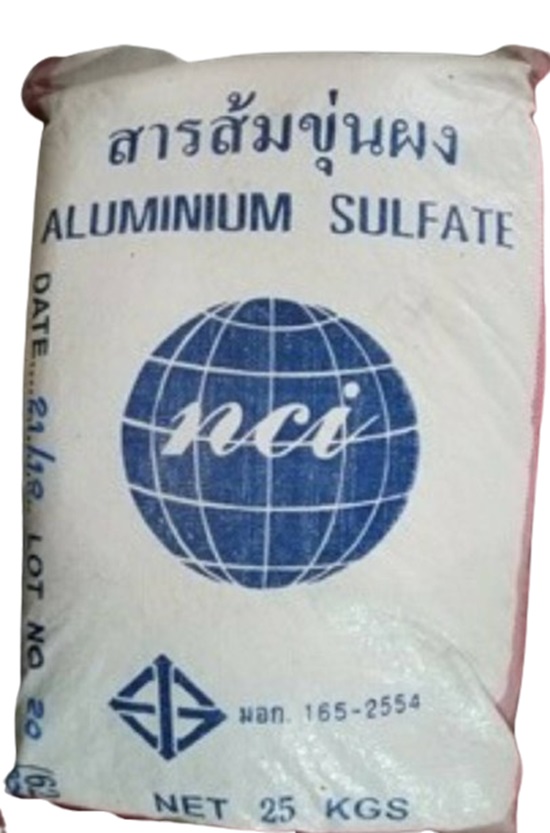 สารส้มขุ่นผง
ALUMINIUM SULFATE
nci
มอก. 165-2554
NET 25 KGS
DATE.... LOT NO 20